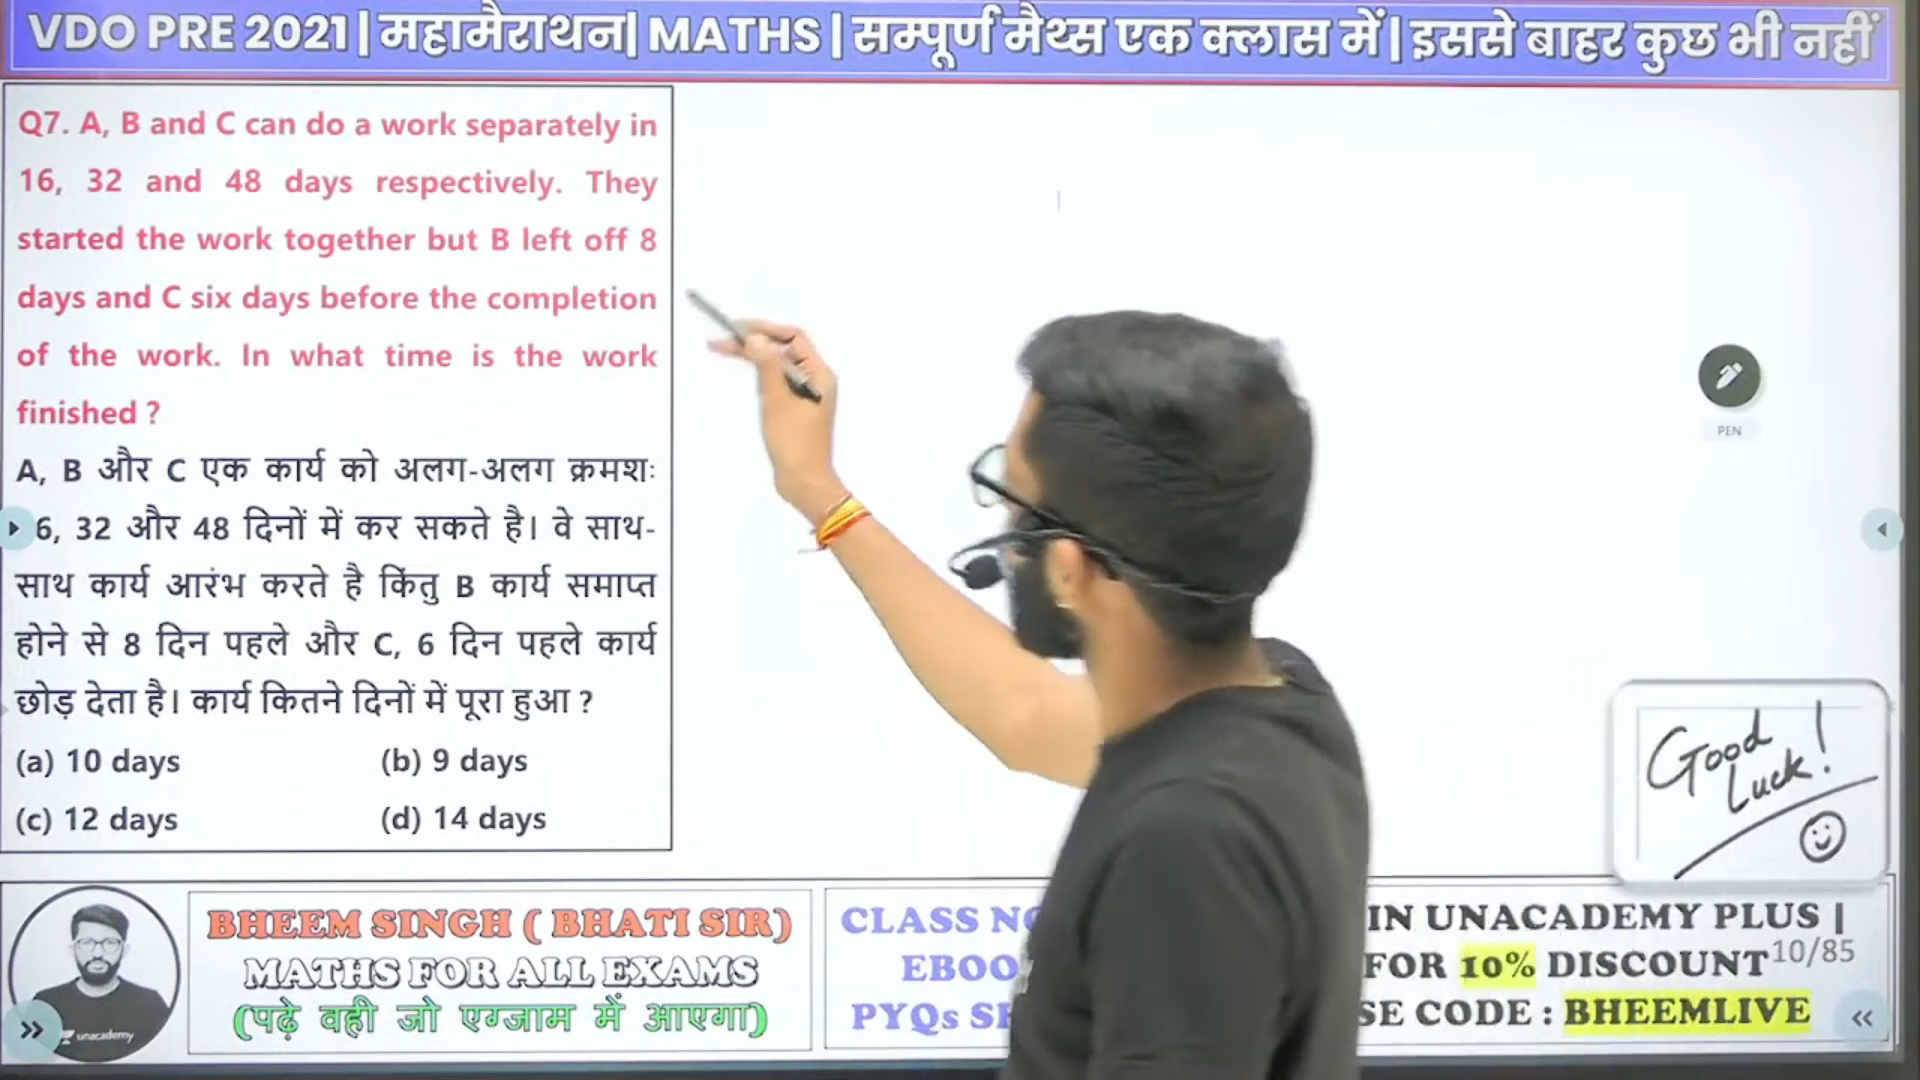 VDO PRE 2021 | महामैराथन| MATHS | सम्पूर्ण मैथ्स एक क्लास में| इससे बाहर कुछ भी नहीं
Q7. A, B and C can do a work separately in
16, 32 and 48 days respectively. They
started the work together but B left off 8
days and C six days before the completion
of the work. In what time is the work
finished ?
A, B और C एक कार्य को अलग-अलग क्रमशः
6, 32 और 48 दिनों में कर सकते है। वे साथ-
साथ कार्य आरंभ करते है किंतु B कार्य समाप्त
होने से 8 दिन पहले और C, 6 दिन पहले कार्य
छोड़ देता है। कार्य कितने दिनों में पूरा हुआ ?
(a) 10 days (b) 9 days
(c) 12 days (d) 14 days
PEN
Good
Luck!
BHEEM SINGH ( BHATI SIR)
MATHS FOR ALL EXAMS
(पढ़े वही जो एग्जाम में आएगा)
unacademy
CLASS
PYQs
IN UNACADEMY PLUS |
FOR 10% DISCOUNT
CODE : BHEEMLIVE
10/85